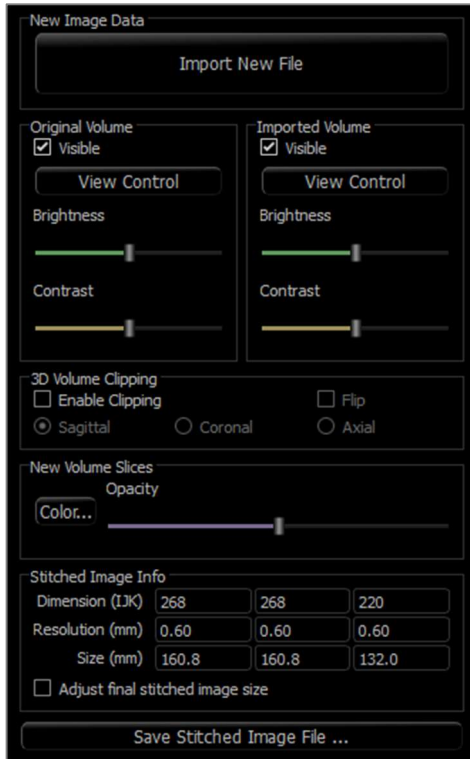 New Image Data
Import New File
Original Volume
Visible
View Control
Brightness
Contrast
Imported Volume
Visible
View Control
Brightness
Contrast
3D Volume Clipping
Enable Clipping Flip
Sagittal Coronal Axial
New Volume Slices
Opacity
Color...
Stitched Image Info
Dimension (IJK) 268 268 220
Resolution (mm) 0.60 0.60 0.60
Size (mm) 160.8 160.8 132.0
Adjust final stitched image size
Save Stitched Image File ...